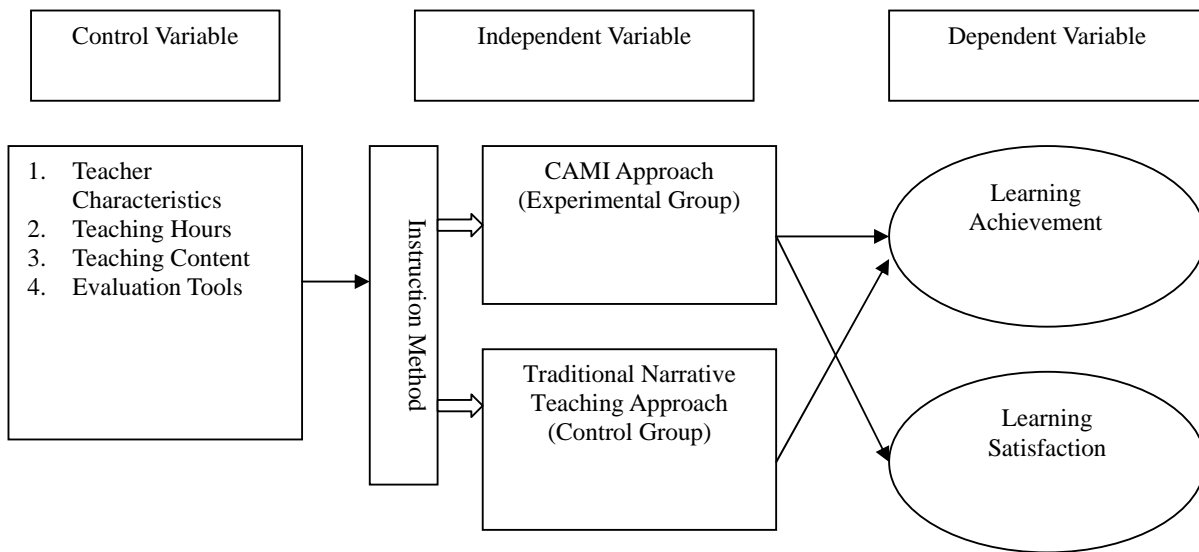 Control Variable
Independent Variable
Dependent Variable
1. Teacher
Characteristics
2. Teaching Hours
3. Teaching Content
4. Evaluation Tools
Instruction Method
CAMI Approach
(Experimental Group)
Traditional Narrative
Teaching Approach
(Control Group)
Learning
Achievement
Learning
Satisfaction